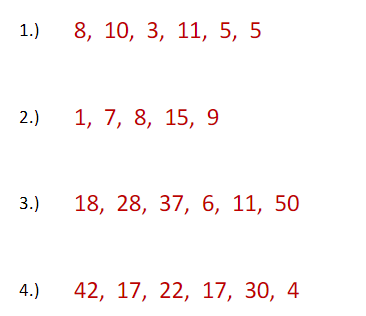 1.) 8, 10, 3, 11, 5, 5
2.) 1, 7, 8, 15, 9
3.) 18, 28, 37, 6, 11, 50
4.) 42, 17, 22, 17, 30, 4